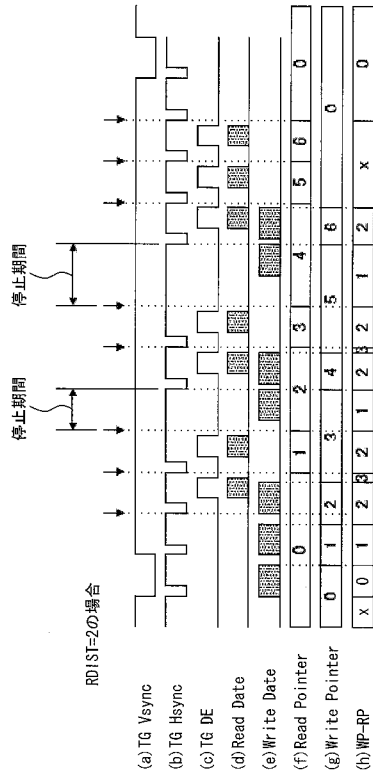 RDIST=2の場合
停止期間
停止期間
(a)TG Vsync
(b)TG Hsync
(c)TG DE
(d)Read Date
(e)Write Date
(f)Read Pointer 0 1 2 3 4 5 6 0
(g)Write Pointer 0 1 2 3 4 5 6 0
(h)WP-RP x 0 1 2 3 2 1 2 3 2 1 2 x 0